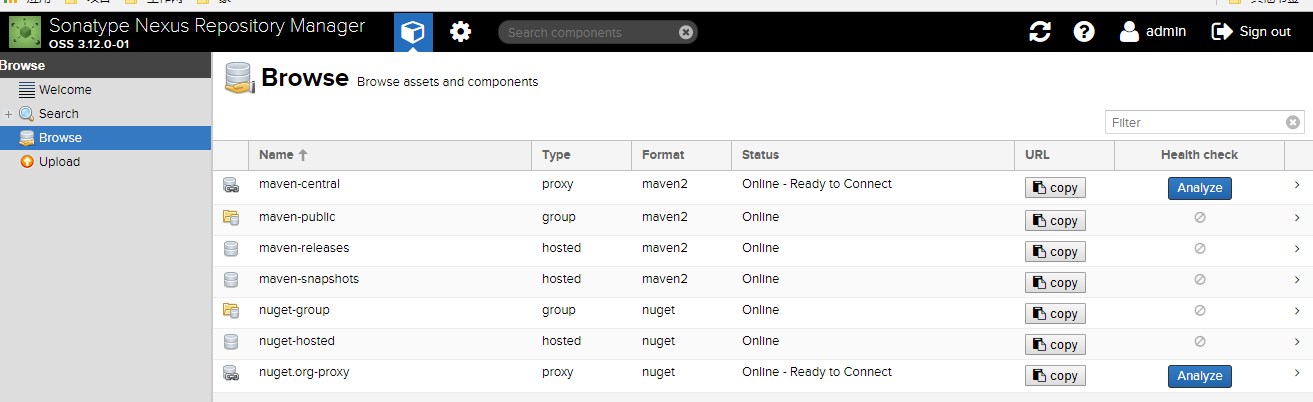 Sonatype Nexus Repository Manager
OSS 3.12.0-01
Search components
admin
Sign out
Browse
Welcome
Search
Browse
Upload
Browse Browse assets and components
Filter
Name Type Format Status URL Health check
maven-central proxy maven2 Online - Ready to Connect copy Analyze
maven-public group maven2 Online copy
maven-releases hosted maven2 Online copy
maven-snapshots hosted maven2 Online copy
nuget-group group nuget Online copy
nuget-hosted hosted nuget Online copy
nuget.org-proxy proxy nuget Online - Ready to Connect copy Analyze